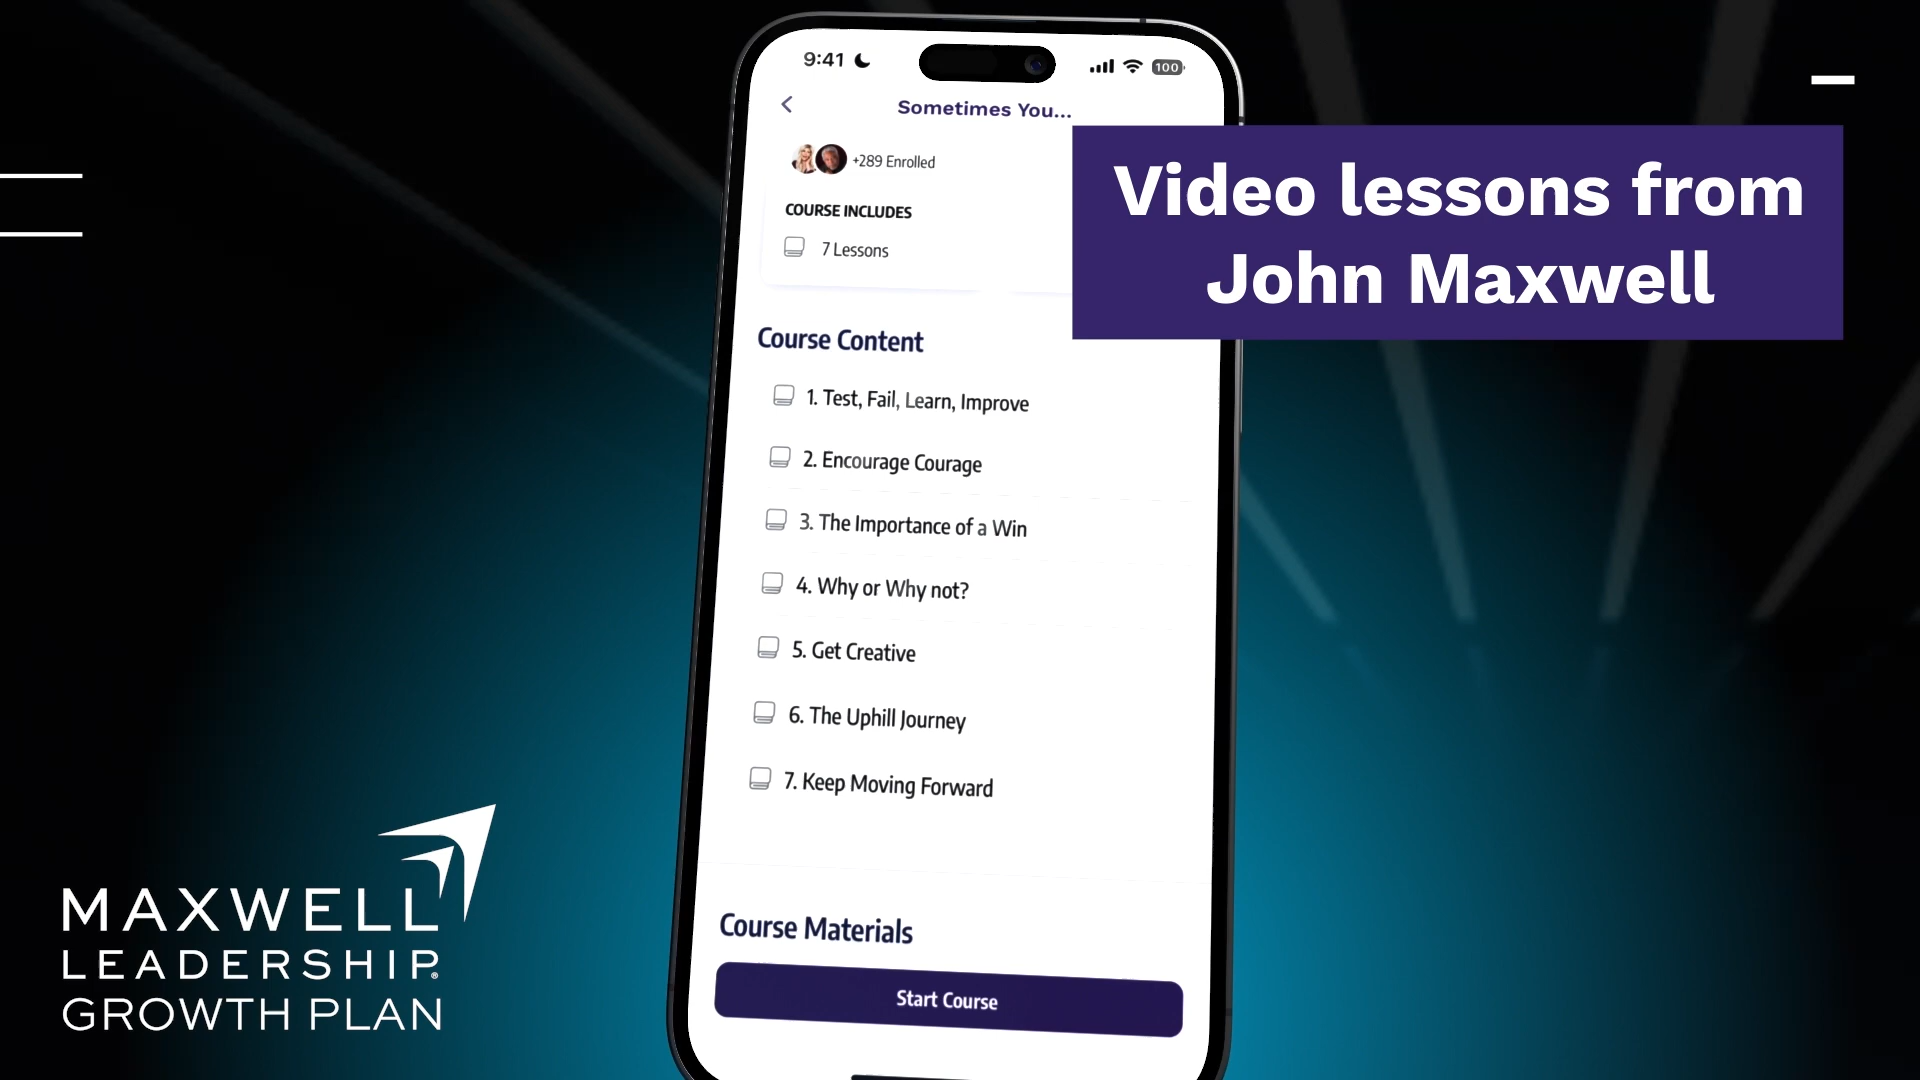 9:41
100
Sometimes You...
+289 Enrolled
COURSE INCLUDES
7 Lessons
Video lessons from
John Maxwell
Course Content
1. Test, Fail, Learn, Improve
2. Encourage Courage
3. The Importance of a Win
4. Why or Why not?
5. Get Creative
6. The Uphill Journey
7. Keep Moving Forward
Course Materials
Start Course
MAXWELL
LEADERSHIP®
GROWTH PLAN